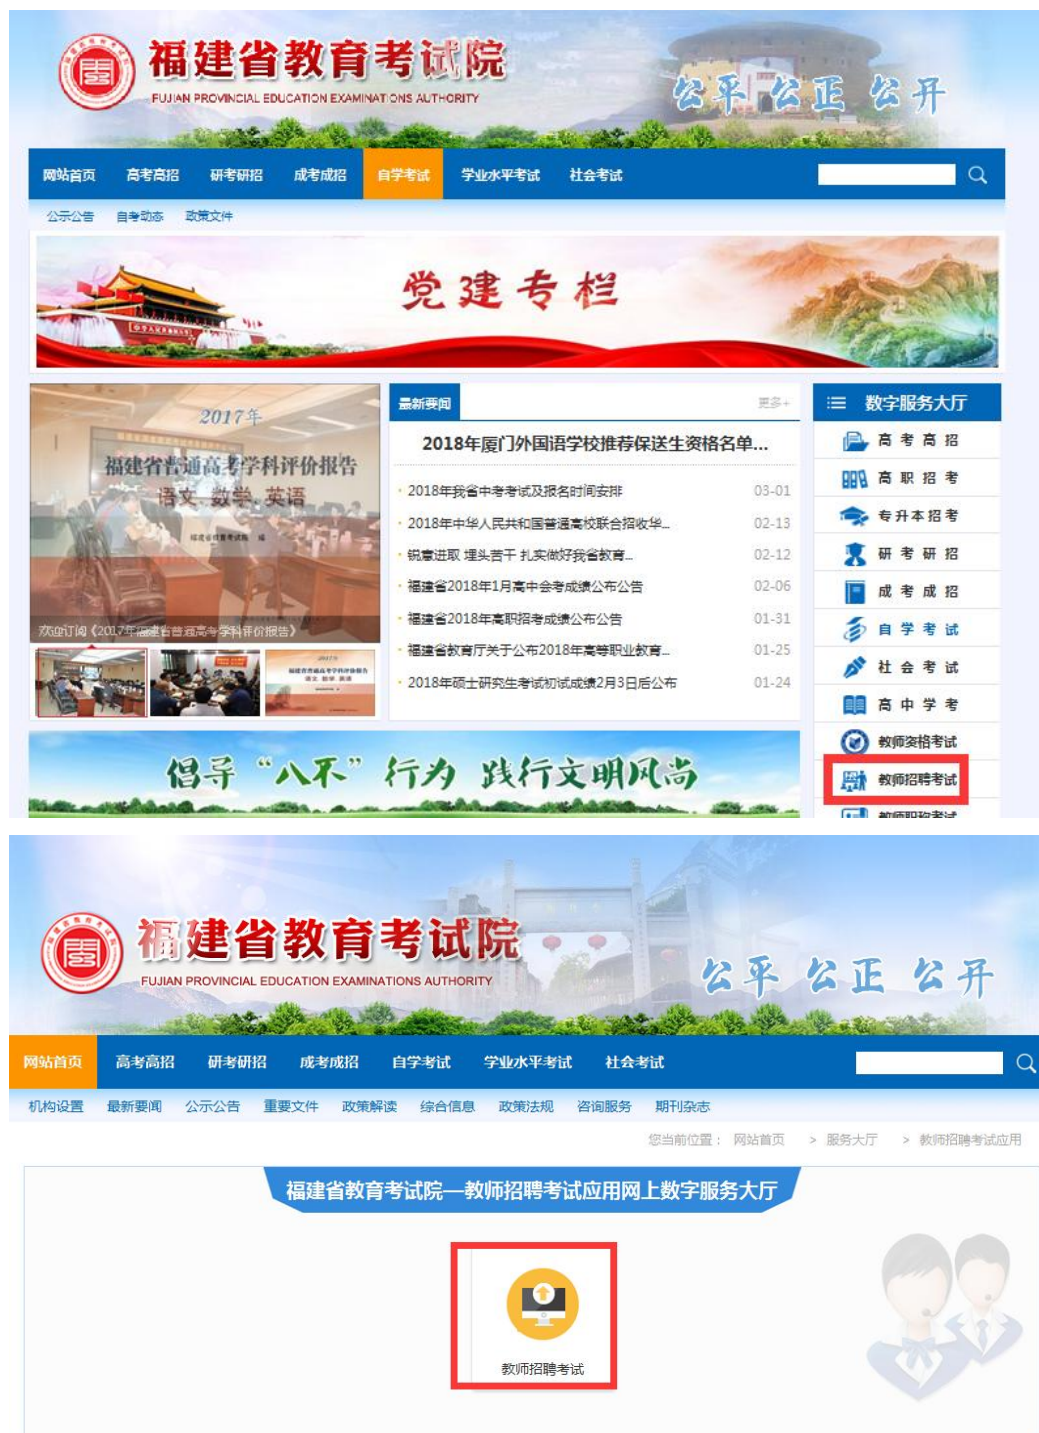 福建省教育考试院
FUJIAN PROVINCIAL EDUCATION EXAMINATIONS AUTHORITY
公平 公正 公开
网站首页 高考高招 研考研招 成考成招 自学考试 学业水平考试 社会考试
公示公告 自考动态 政策文件
党建专栏
2017年
福建省普通高考学科评价报告
语文、数学、英语
欢迎订阅《2017年福建省普通高考学科评价报告》
最新要闻 更多+
2018年厦门外国语学校推荐保送生资格名单...
2018年我省中考考试及报名时间安排 03-01
2018年中华人民共和国普通高校联合招收华... 02-13
锐意进取 埋头苦干 扎实做好我省教育... 02-12
福建省2018年1月高中会考成绩公布公告 02-06
福建省2018年高职招考成绩公布公告 01-31
福建省教育厅关于公布2018年高等职业教育... 01-25
2018年硕士研究生考试初试成绩2月3日后公布 01-24
数字服务大厅
高考高招
高职招考
专升本招考
研考研招
成考成招
自学考试
社会考试
高中学考
教师资格考试
教师招聘考试
教师职称考试
倡导“八不”行为 践行文明风尚
福建省教育考试院
FUJIAN PROVINCIAL EDUCATION EXAMINATIONS AUTHORITY
公平 公正 公开
网站首页 高考高招 研考研招 成考成招 自学考试 学业水平考试 社会考试
机构设置 最新要闻 公示公告 重要文件 政策解读 综合信息 政策法规 咨询服务 期刊杂志
您当前位置： 网站首页 > 服务大厅 > 教师招聘考试应用
福建省教育考试院—教师招聘考试应用网上数字服务大厅
教师招聘考试